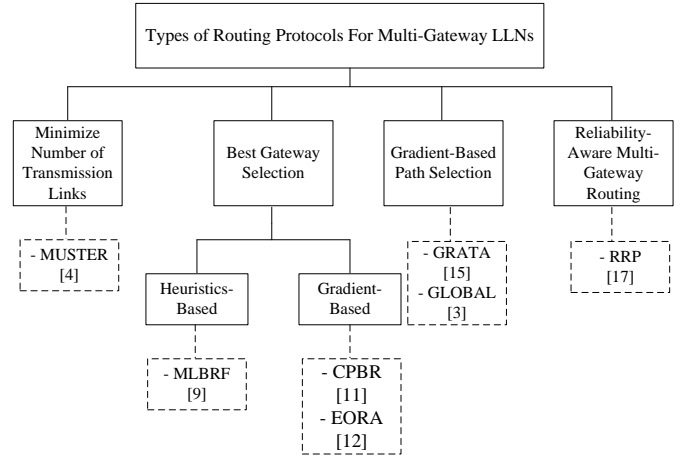 Types of Routing Protocols For Multi-Gateway LLNs
Minimize
Number of
Transmission
Links
Best Gateway
Selection
Gradient-Based
Path Selection
Reliability-
Aware Multi-
Gateway
Routing
- MUSTER
[4]
- GRATA
[15]
- GLOBAL
[3]
- RRP
[17]
Heuristics-
Based
Gradient-
Based
- MLBRF
[9]
- CPBR
[11]
- EORA
[12]